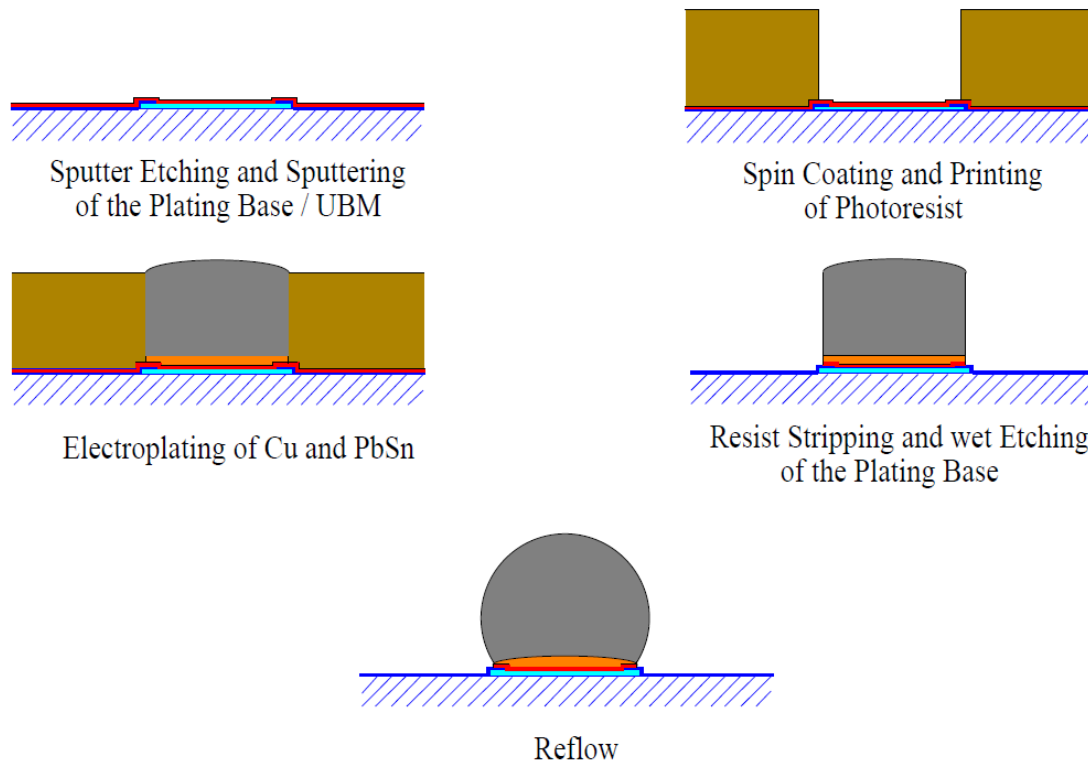 Sputter Etching and Sputtering
of the Plating Base / UBM
Spin Coating and Printing
of Photoresist
Electroplating of Cu and PbSn
Resist Stripping and wet Etching
of the Plating Base
Reflow